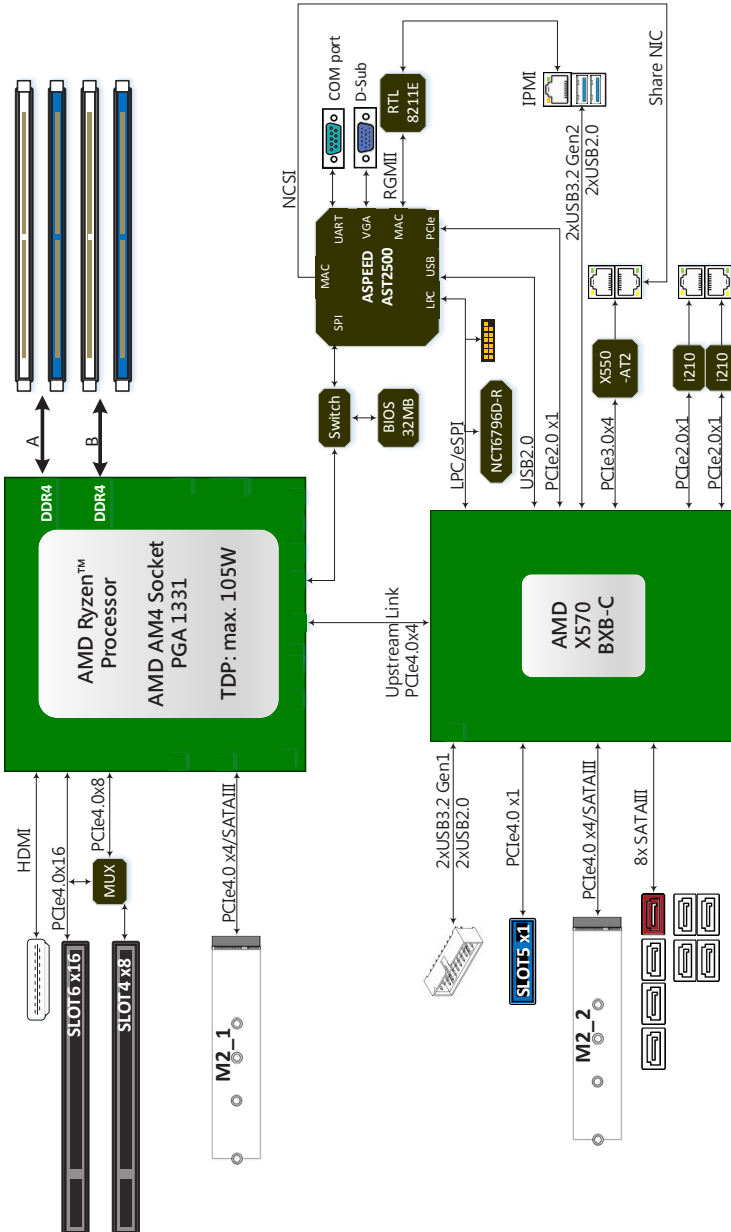 NCSI
COM port
D-Sub
RTL
8211E
IPMI
Share NIC
2xUSB3.2 Gen2
2xUSB2.0
RGMII
UART
VGA
MAC
MAC
ASPEED
AST2500
PCIe
USB
LPC
SPI
Switch
BIOS
32MB
A
B
DDR4
DDR4
AMD Ryzen™
Processor
AMD AM4 Socket
PGA 1331
TDP: max. 105W
LPC/eSPI
NCT6796D-R
USB2.0
PCIe2.0 x1
X550
-AT2
PCIe3.0x4
i210
i210
PCIe2.0x1
PCIe2.0x1
Upstream Link
PCIe4.0x4
AMD
X570
BXB-C
HDMI
PCIe4.0x16
PCIe4.0x8
MUX
SLOT6 x16
SLOT4 x8
PCIe4.0 x4/SATAIII
M2_1
2xUSB3.2 Gen1
2xUSB2.0
PCIe4.0 x1
SLOT5 x1
PCIe4.0 x4/SATAIII
M2_2
8x SATAIII